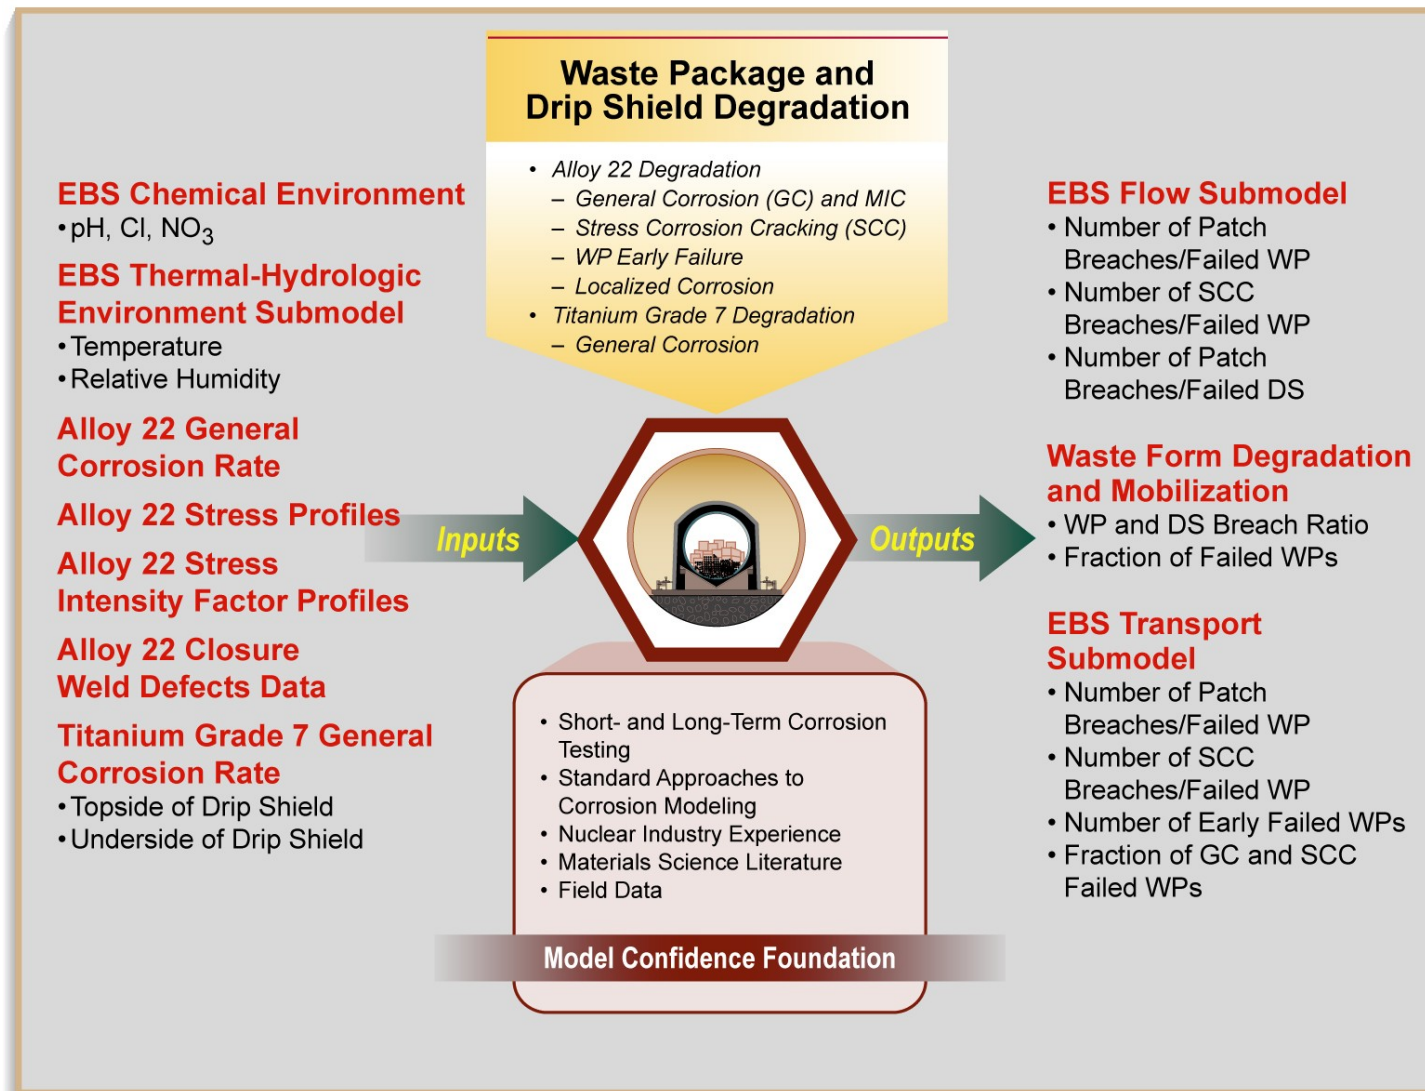 Waste Package and
Drip Shield Degradation
• Alloy 22 Degradation
– General Corrosion (GC) and MIC
– Stress Corrosion Cracking (SCC)
– WP Early Failure
– Localized Corrosion
• Titanium Grade 7 Degradation
– General Corrosion
EBS Chemical Environment
• pH, Cl, NO3
EBS Thermal-Hydrologic
Environment Submodel
• Temperature
• Relative Humidity
Alloy 22 General
Corrosion Rate
Alloy 22 Stress Profiles
Alloy 22 Stress
Intensity Factor Profiles
Alloy 22 Closure
Weld Defects Data
Titanium Grade 7 General
Corrosion Rate
• Topside of Drip Shield
• Underside of Drip Shield
Inputs
Outputs
• Short- and Long-Term Corrosion
Testing
• Standard Approaches to
Corrosion Modeling
• Nuclear Industry Experience
• Materials Science Literature
• Field Data
Model Confidence Foundation
EBS Flow Submodel
• Number of Patch
Breaches/Failed WP
• Number of SCC
Breaches/Failed WP
• Number of Patch
Breaches/Failed DS
Waste Form Degradation
and Mobilization
• WP and DS Breach Ratio
• Fraction of Failed WPs
EBS Transport
Submodel
• Number of Patch
Breaches/Failed WP
• Number of SCC
Breaches/Failed WP
• Number of Early Failed WPs
• Fraction of GC and SCC
Failed WPs